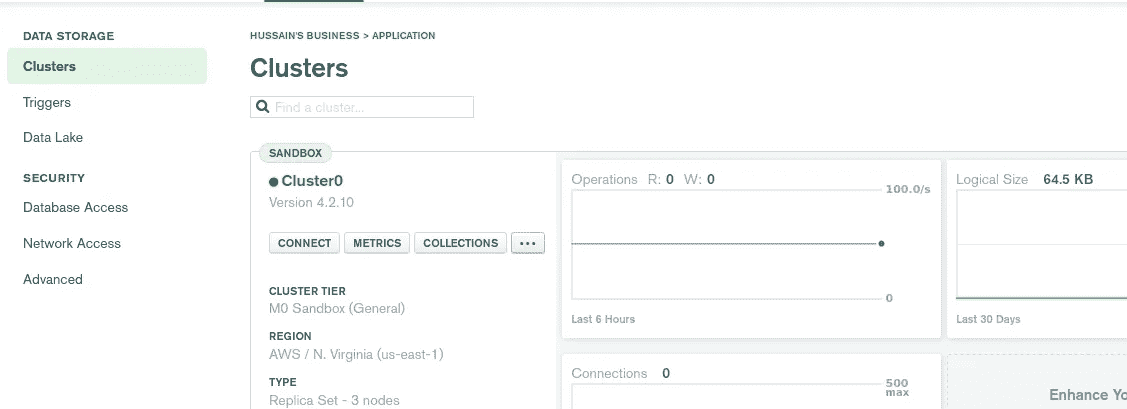 DATA STORAGE
Clusters
Triggers
Data Lake
SECURITY
Database Access
Network Access
Advanced
HUSSAIN'S BUSINESS > APPLICATION
Clusters
Find a cluster...
SANDBOX
Cluster0
Version 4.2.10
CONNECT METRICS COLLECTIONS ...
CLUSTER TIER
M0 Sandbox (General)
REGION
AWS / N. Virginia (us-east-1)
TYPE
Replica Set - 3 nodes
Operations R: 0 W: 0
100.0/s
0
Last 6 Hours
Logical Size 64.5 KB
Last 30 Days
Connections 0
500
max
Enhance Yo